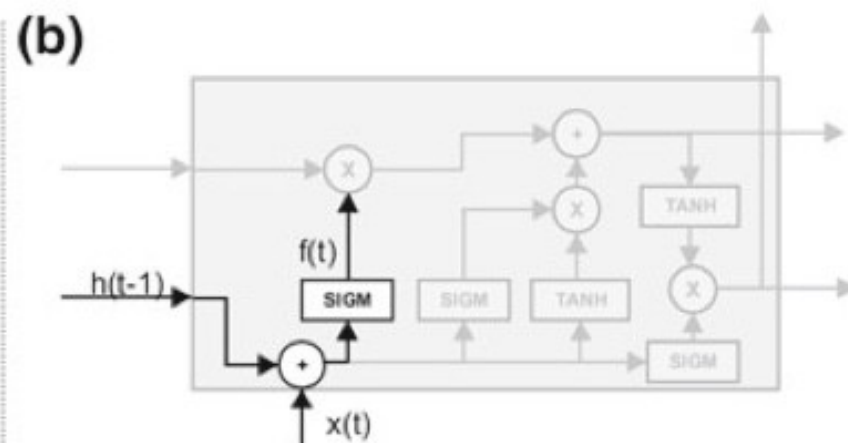 (b)
+
X
TANH
X
f(t)
h(t-1)
SIGM
SIGM
TANH
X
+
SIGM
x(t)